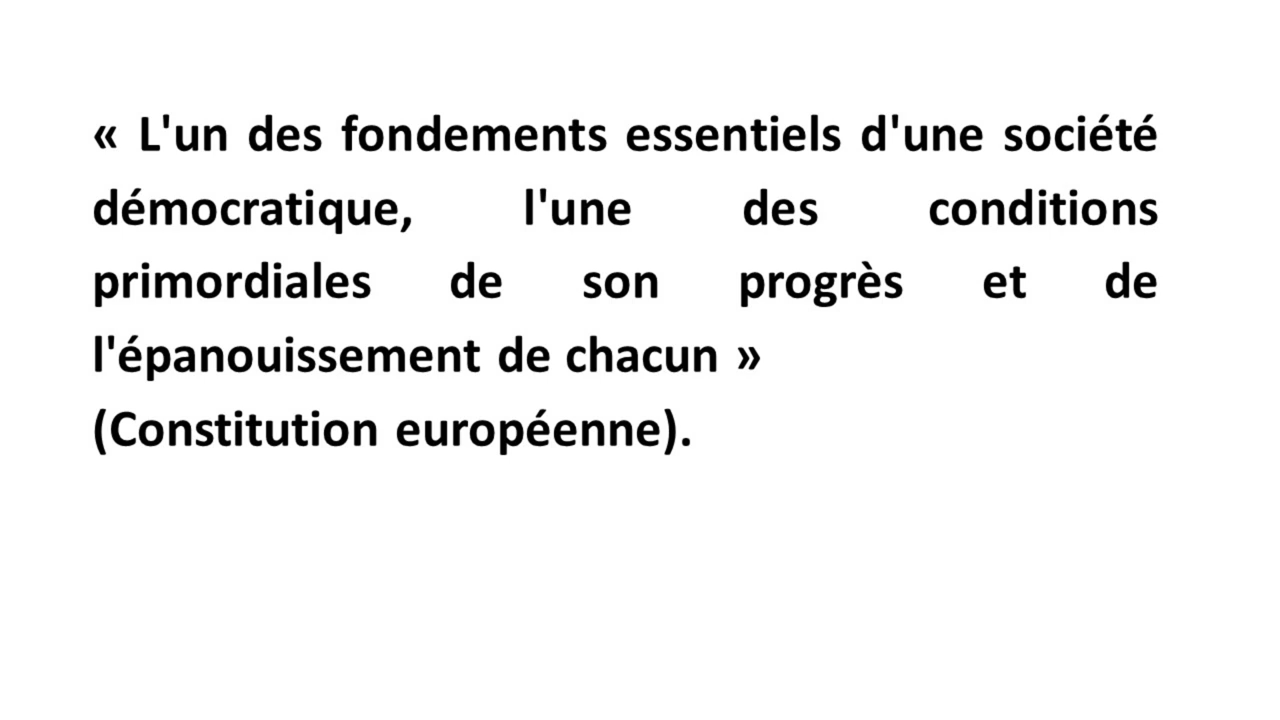 « L'un des fondements essentiels d'une société
démocratique, l'une des conditions
primordiales de son progrès et de
l'épanouissement de chacun »
(Constitution européenne).